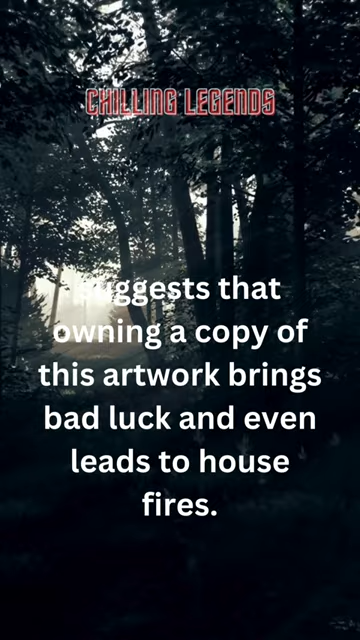 CHILLING LEGENDS
suggests that
owning a copy of
this artwork brings
bad luck and even
leads to house
fires.